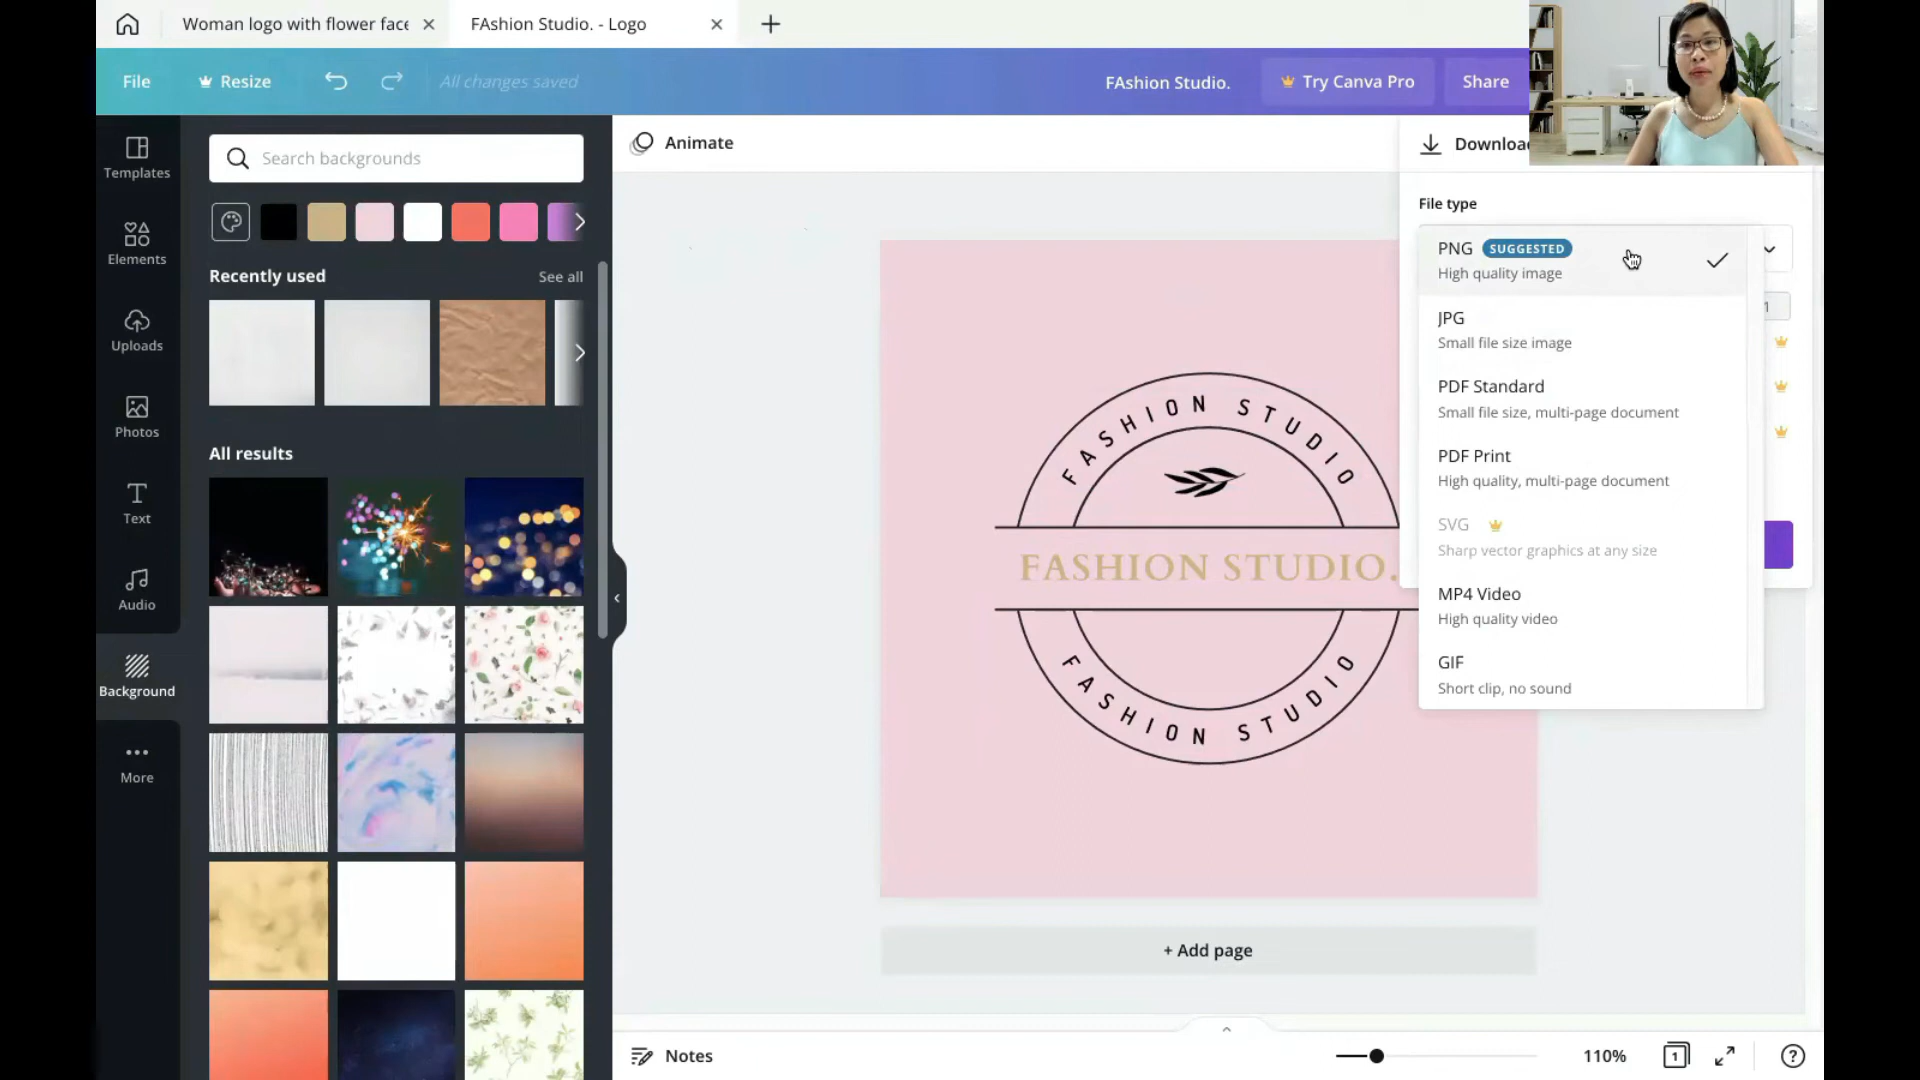 Woman logo with flower face
FAshion Studio. - Logo
File
Resize
All changes saved
FAshion Studio.
Try Canva Pro
Share
Templates
Elements
Uploads
Photos
Text
Audio
Background
More
Search backgrounds
Recently used
See all
All results
Animate
Download
File type
PNG SUGGESTED
High quality image
JPG
Small file size image
PDF Standard
Small file size, multi-page document
PDF Print
High quality, multi-page document
SVG
Sharp vector graphics at any size
MP4 Video
High quality video
GIF
Short clip, no sound
1
FASHION STUDIO
FASHION STUDIO.
FASHION STUDIO
+ Add page
Notes
110%
1
?